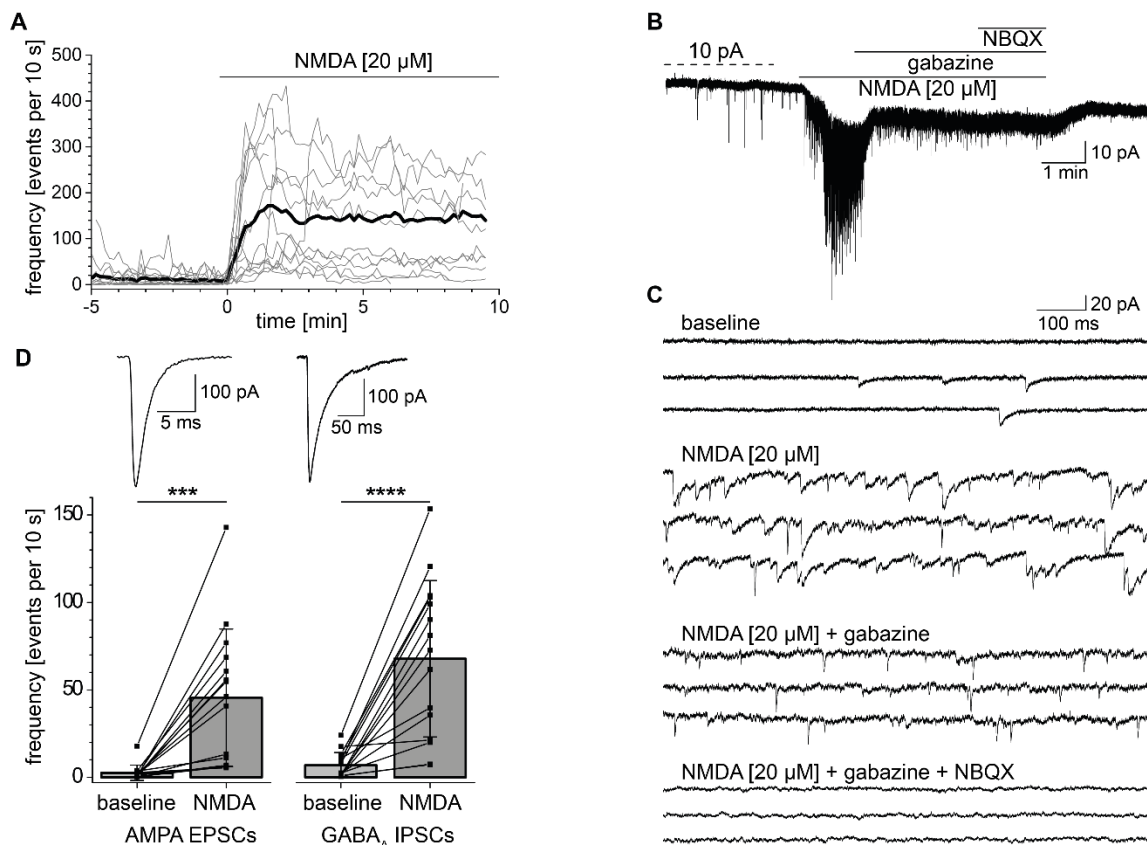 A
frequency [events per 10 s]
500
400
300
200
100
0
NMDA [20 µM]
-5
0
5
10
time [min]
B
NBQX
10 pA
gabazine
NMDA [20 µM]
10 pA
1 min
C
20 pA
100 ms
baseline
NMDA [20 µM]
NMDA [20 µM] + gabazine
NMDA [20 µM] + gabazine + NBQX
D
100 pA
5 ms
100 pA
50 ms
***
****
frequency [events per 10 s]
150
100
50
0
baseline NMDA baseline NMDA
AMPA EPSCs GABA_A IPSCs